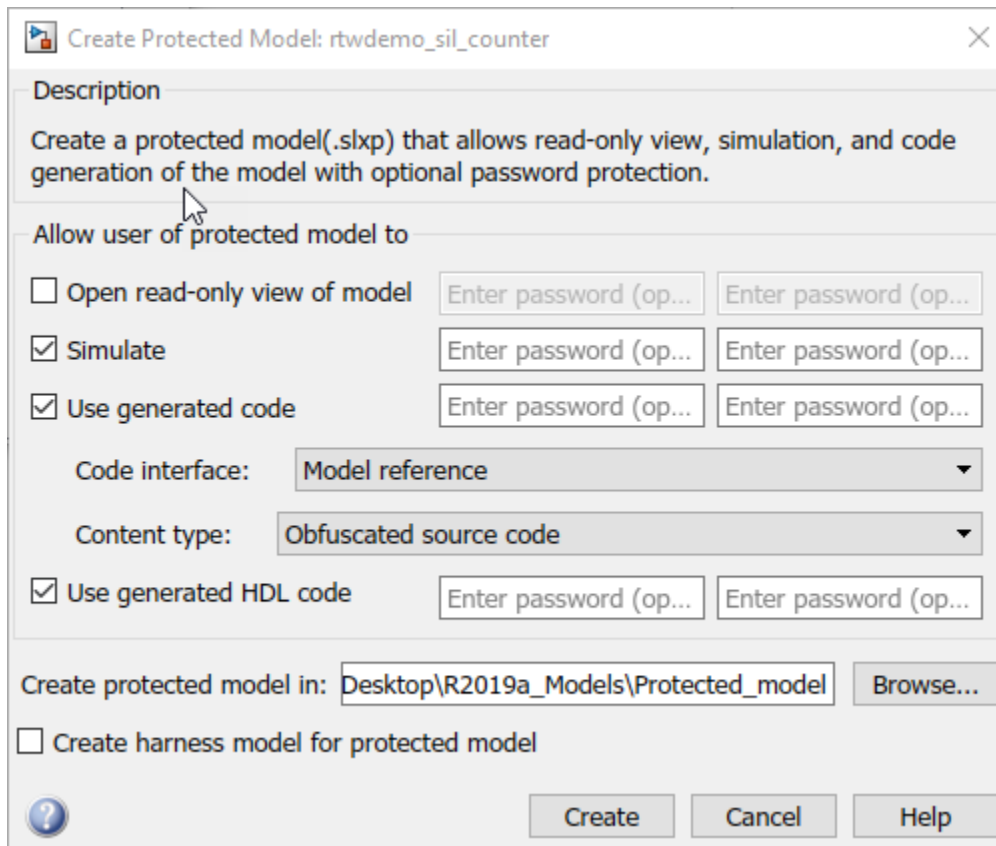 Create Protected Model: rtwdemo_sil_counter
Description
Create a protected model(.slxp) that allows read-only view, simulation, and code
generation of the model with optional password protection.
Allow user of protected model to
Open read-only view of model Enter password (op... Enter password (op...
Simulate Enter password (op... Enter password (op...
Use generated code Enter password (op... Enter password (op...
Code interface: Model reference
Content type: Obfuscated source code
Use generated HDL code Enter password (op... Enter password (op...
Create protected model in: Desktop\R2019a_Models\Protected_model Browse...
Create harness model for protected model
? Create Cancel Help